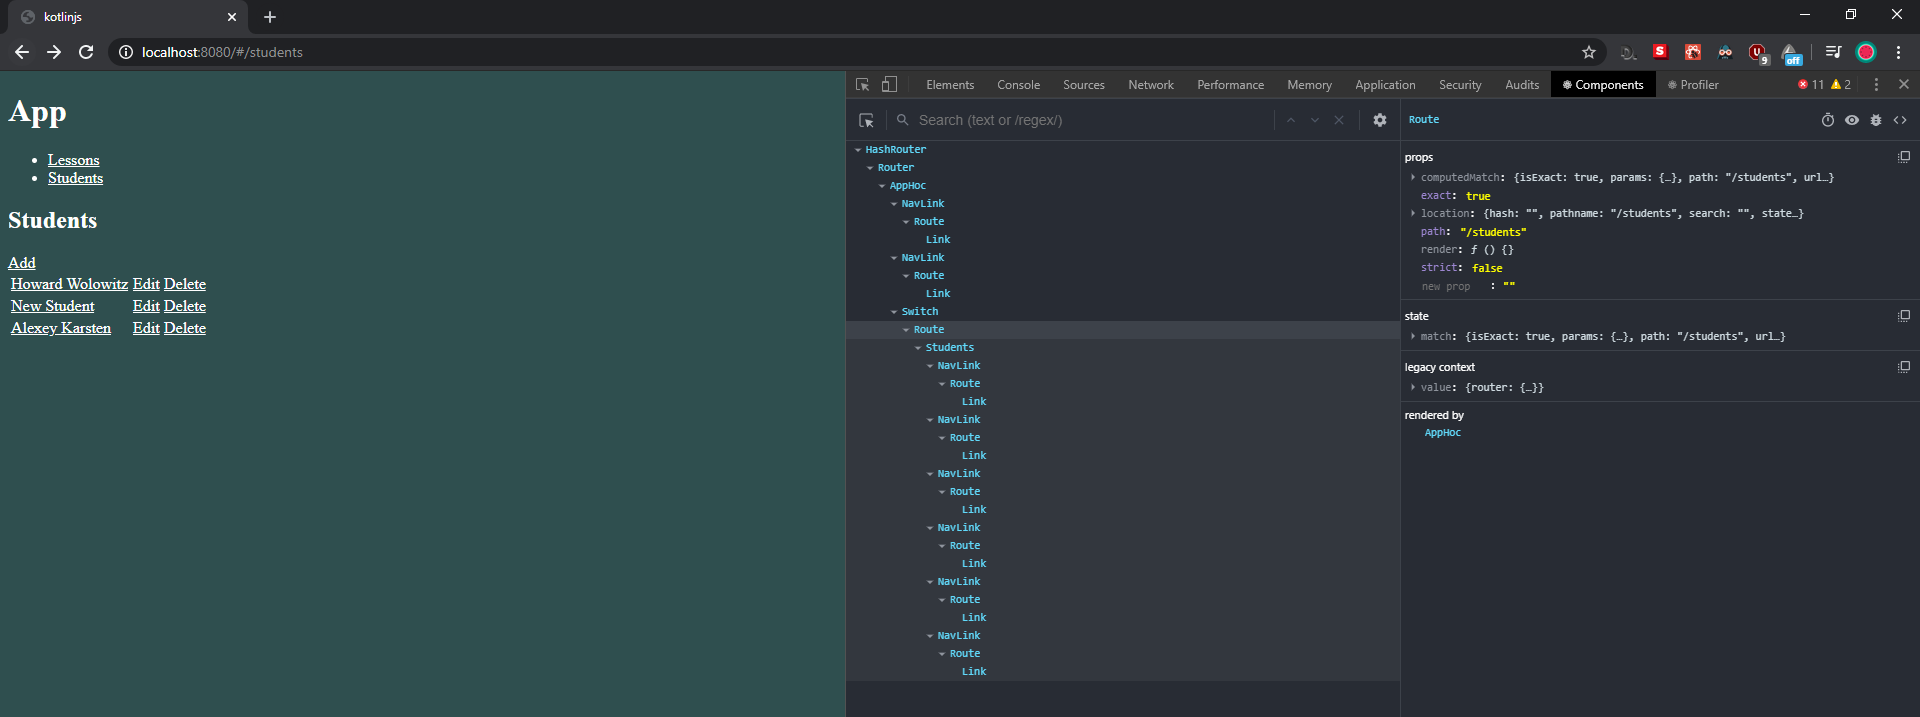 kotlinjs
localhost:8080/#/students
S
9
off
App
Lessons
Students
Students
Add
Howard Wolowitz Edit Delete
New Student Edit Delete
Alexey Karsten Edit Delete
Elements Console Sources Network Performance Memory Application Security Audits Components Profiler 11 2
Search (text or /regex/)
HashRouter
Router
AppHoc
NavLink
Route
Link
NavLink
Route
Link
Switch
Route
Students
NavLink
Route
Link
NavLink
Route
Link
NavLink
Route
Link
NavLink
Route
Link
NavLink
Route
Link
NavLink
Route
Link
Route
props
computedMatch: {isExact: true, params: {…}, path: "/students", url…}
exact: true
location: {hash: "", pathname: "/students", search: "", state…}
path: "/students"
render: ƒ () {}
strict: false
new prop : ""
state
match: {isExact: true, params: {…}, path: "/students", url…}
legacy context
value: {router: {…}}
rendered by
AppHoc